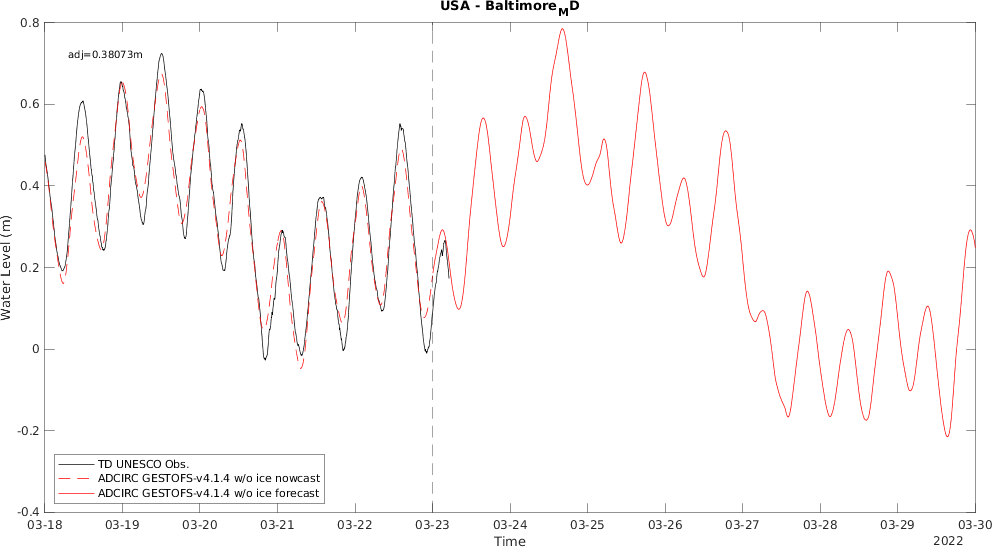 USA - Baltimore_MD
adj=0.38073m
Water Level (m)
0.8
0.6
0.4
0.2
0
-0.2
-0.4
TD UNESCO Obs.
ADCIRC GESTOFS-v4.1.4 w/o ice nowcast
ADCIRC GESTOFS-v4.1.4 w/o ice forecast
03-18 03-19 03-20 03-21 03-22 03-23 03-24 03-25 03-26 03-27 03-28 03-29 03-30
Time
2022